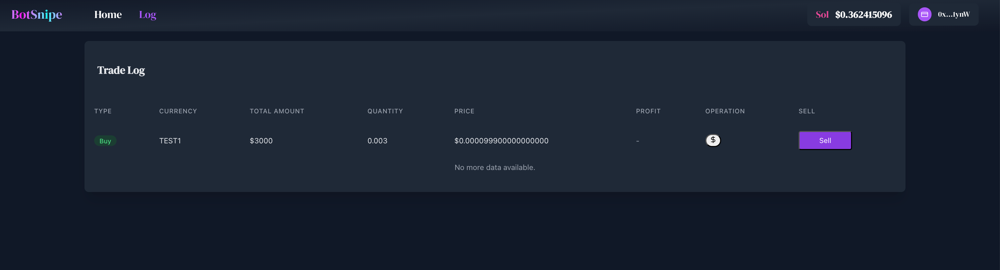 BotSnipe Home Log Sol $0.362415096 0x...1ynW
Trade Log
TYPE CURRENCY TOTAL AMOUNT QUANTITY PRICE PROFIT OPERATION SELL
Buy TEST1 $3000 0.003 $0.000099900000000000 - $ Sell
No more data available.